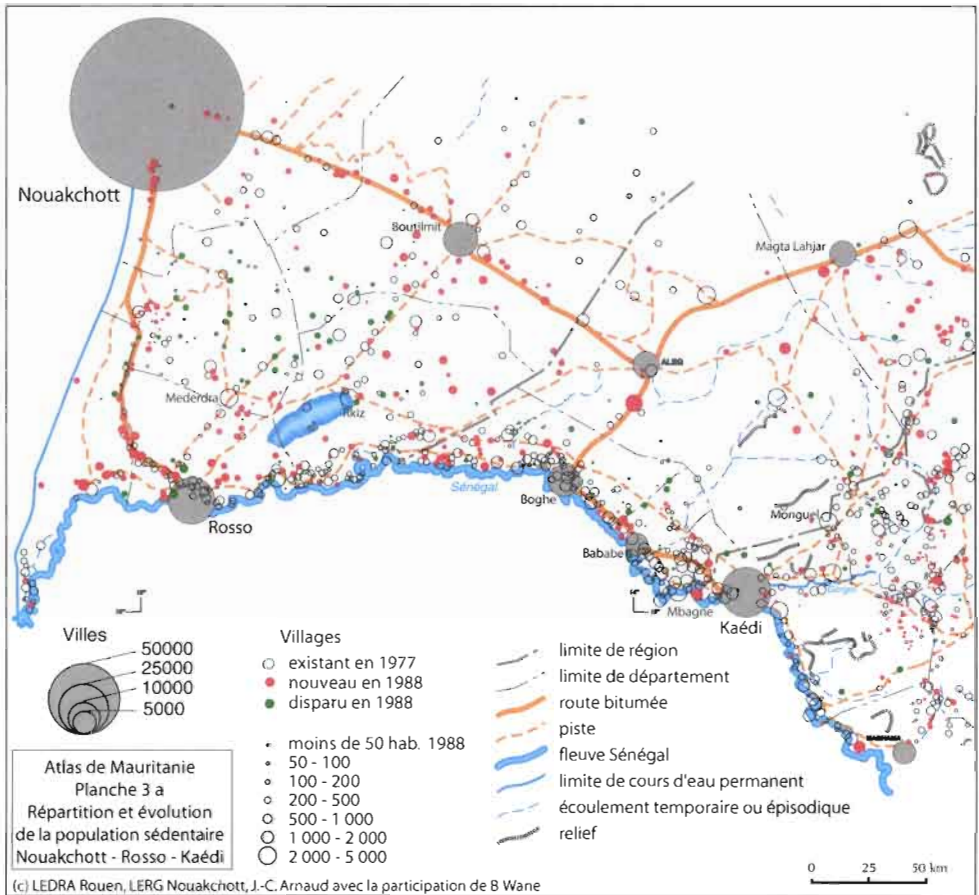 Nouakchott
Boutilmit
Magta Lahjar
ALEG
Mederdra
Rkiz
Sénégal
Boghe
Rosso
Monguel
Bababe
Mbagne
Kaédi
Villes
50000
25000
10000
5000
Villages
existant en 1977
nouveau en 1988
disparu en 1988
moins de 50 hab. 1988
50 - 100
100 - 200
200 - 500
500 - 1 000
1 000 - 2 000
2 000 - 5 000
limite de région
limite de département
route bitumée
piste
fleuve Sénégal
limite de cours d'eau permanent
écoulement temporaire ou épisodique
relief
Atlas de Mauritanie
Planche 3 a
Répartition et évolution
de la population sédentaire
Nouakchott - Rosso - Kaédi
0 25 50 km
(c) LEDRA Rouen, LERG Nouakchott, J.-C. Arnaud avec la participation de B Wane